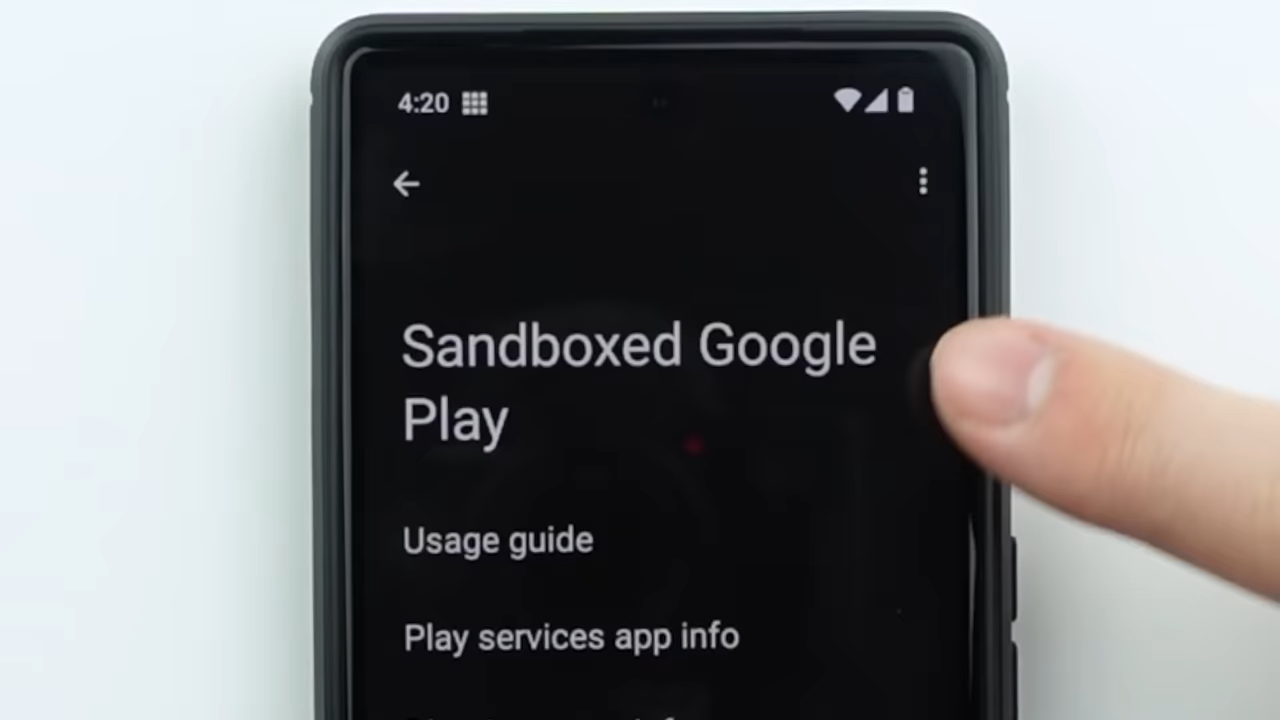 4:20
Sandboxed Google
Play
Usage guide
Play services app info